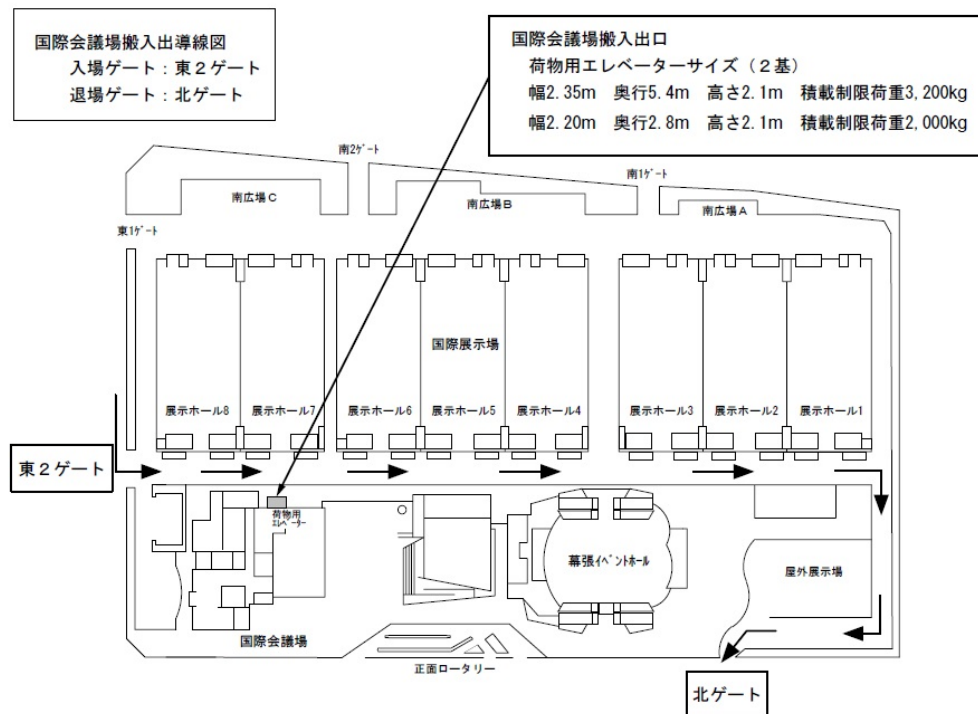 国際会議場搬入出導線図
入場ゲート：東２ゲート
退場ゲート：北ゲート
国際会議場搬入出口
荷物用エレベーターサイズ（２基）
幅2.35m　奥行5.4m　高さ2.1m　積載制限荷重3,200kg
幅2.20m　奥行2.8m　高さ2.1m　積載制限荷重2,000kg
南2ｹﾞｰﾄ
南1ｹﾞｰﾄ
南広場C
南広場B
南広場A
東1ｹﾞｰﾄ
国際展示場
展示ホール8
展示ホール7
展示ホール6
展示ホール5
展示ホール4
展示ホール3
展示ホール2
展示ホール1
東２ゲート
荷物用
ｴﾚﾍﾞｰﾀｰ
幕張ｲﾍﾞﾝﾄﾎｰﾙ
屋外展示場
国際会議場
正面ロータリー
北ゲート